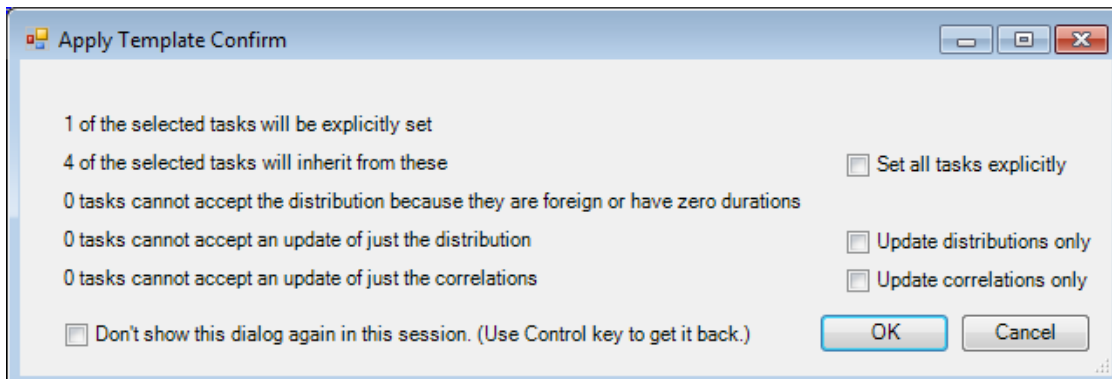 Apply Template Confirm
1 of the selected tasks will be explicitly set
4 of the selected tasks will inherit from these
Set all tasks explicitly
0 tasks cannot accept the distribution because they are foreign or have zero durations
0 tasks cannot accept an update of just the distribution
Update distributions only
0 tasks cannot accept an update of just the correlations
Update correlations only
Don't show this dialog again in this session. (Use Control key to get it back.)
OK
Cancel